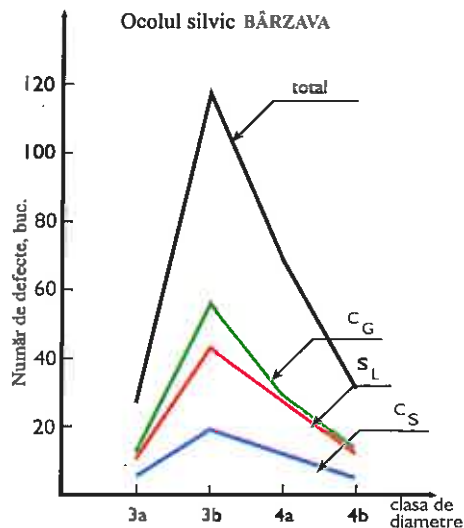 Ocolul silvic BÂRZAVA
total
120
100
80
60
40
20
Număr de defecte, buc.
C_G
S_L
C_S
3a
3b
4a
4b
clasa de
diametre